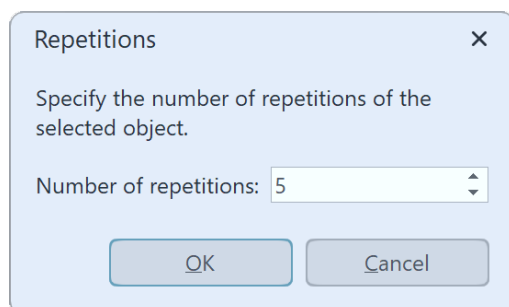 Repetitions
Specify the number of repetitions of the
selected object.
Number of repetitions: 5
OK Cancel